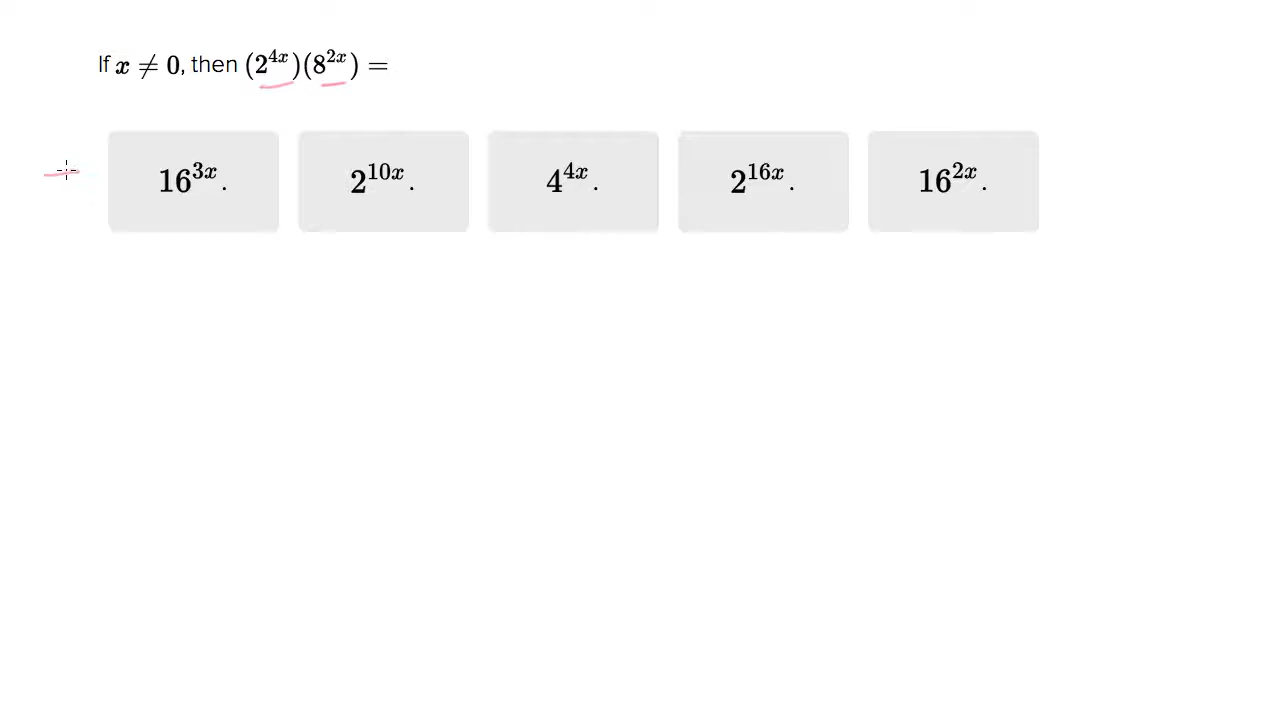 If x ≠ 0, then (2^{4x})(8^{2x}) =
16^{3x}. 2^{10x}. 4^{4x}. 2^{16x}. 16^{2x}.